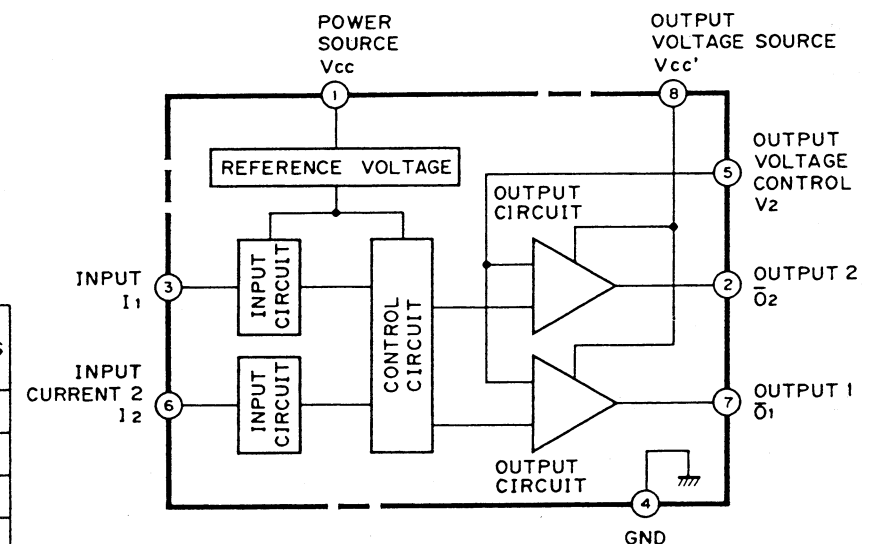 POWER
SOURCE
Vcc
OUTPUT
VOLTAGE SOURCE
Vcc'
1
8
REFERENCE VOLTAGE
OUTPUT
VOLTAGE
CONTROL
V2
5
OUTPUT
CIRCUIT
INPUT
I1
3
INPUT
CIRCUIT
CONTROL
CIRCUIT
2
OUTPUT 2
O̅2
INPUT
CURRENT 2
I2
6
INPUT
CIRCUIT
7
OUTPUT 1
O̅1
OUTPUT
CIRCUIT
4
GND